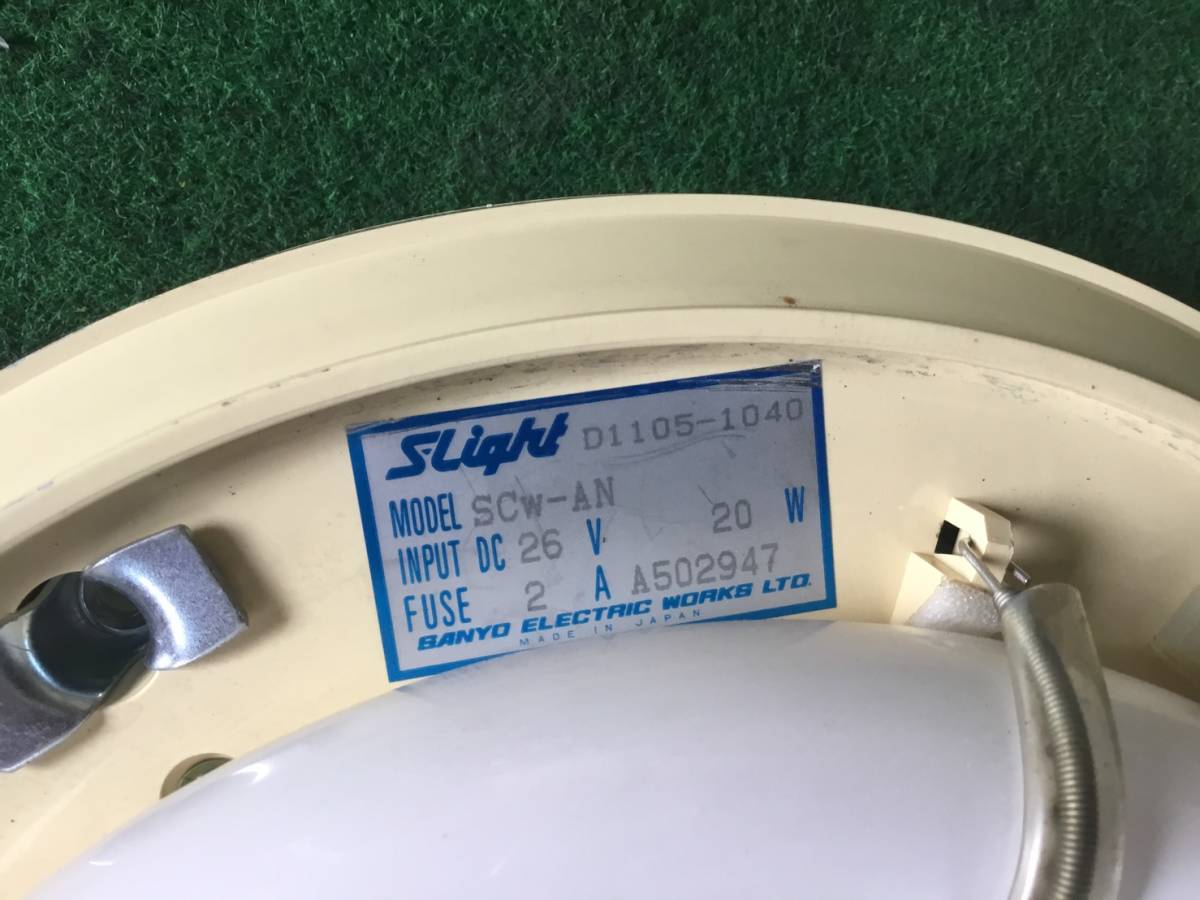 S-Light D1105-1040
MODEL SCW-AN
INPUT DC 26 V 20 W
FUSE 2 A A502947
SANYO ELECTRIC WORKS LTD.
MADE IN JAPAN